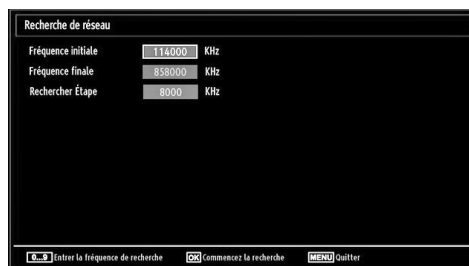 Recherche de réseau
Fréquence initiale 114000 KHz
Fréquence finale 858000 KHz
Rechercher Étape 8000 KHz
0...9 Entrer la fréquence de recherche OK Commencez la recherche MENU Quitter